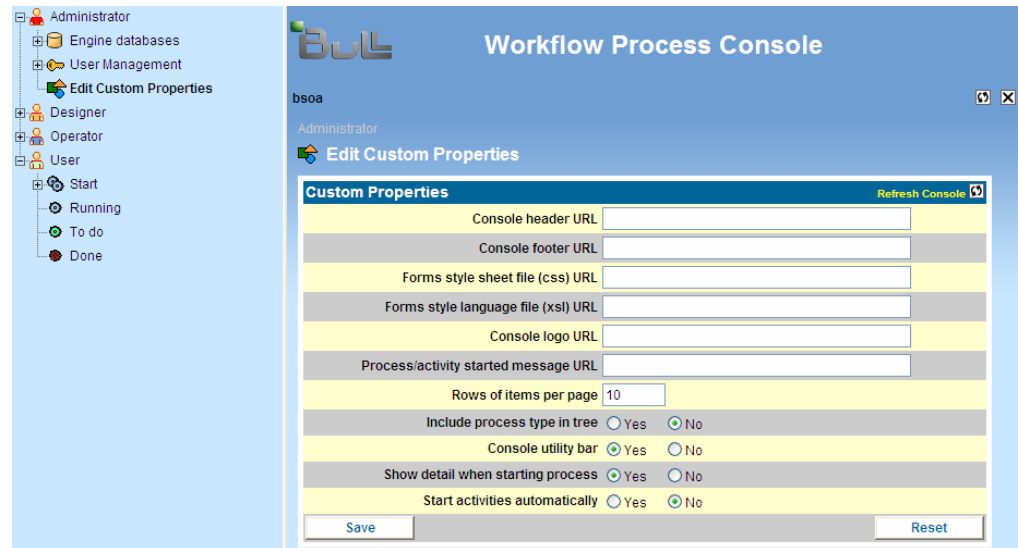 Administrator
Engine databases
User Management
Edit Custom Properties
Designer
Operator
User
Start
Running
To do
Done
Bull
Workflow Process Console
bsoa
Administrator
Edit Custom Properties
Custom Properties Refresh Console
Console header URL
Console footer URL
Forms style sheet file (css) URL
Forms style language file (xsl) URL
Console logo URL
Process/activity started message URL
Rows of items per page 10
Include process type in tree Yes No
Console utility bar Yes No
Show detail when starting process Yes No
Start activities automatically Yes No
Save Reset